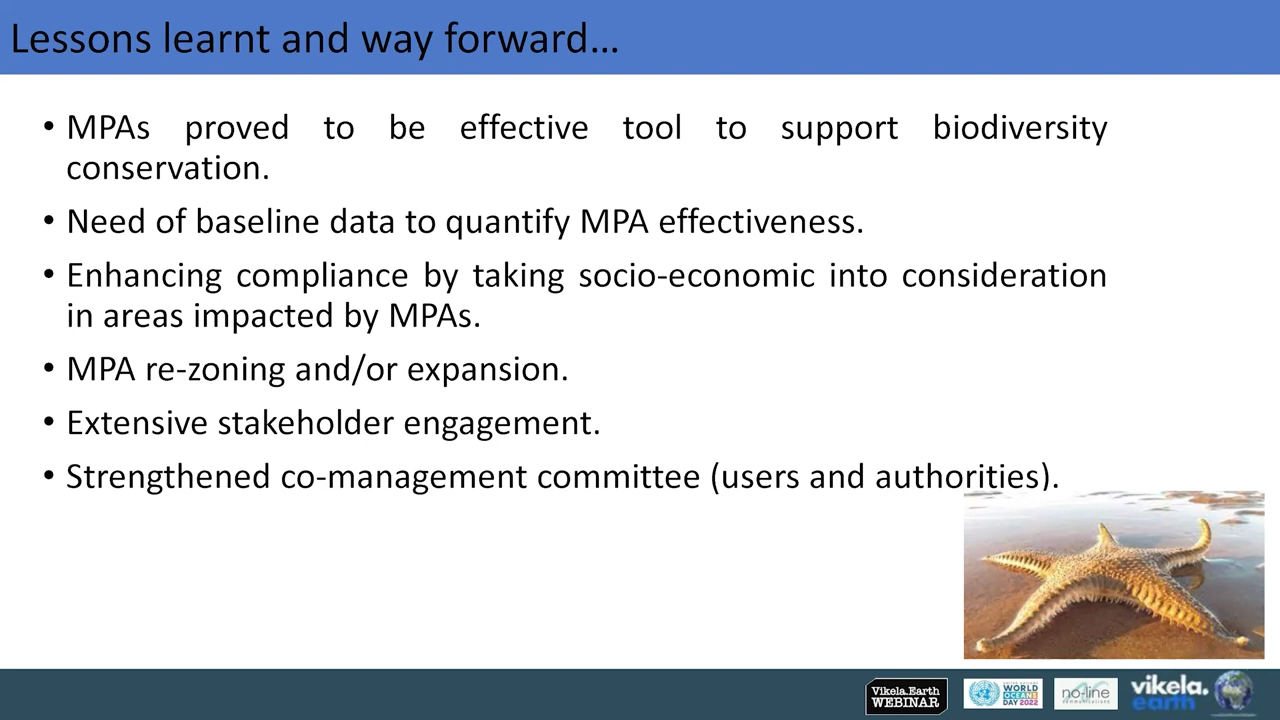 Lessons learnt and way forward…
• MPAs proved to be effective tool to support biodiversity
conservation.
• Need of baseline data to quantify MPA effectiveness.
• Enhancing compliance by taking socio-economic into consideration
in areas impacted by MPAs.
• MPA re-zoning and/or expansion.
• Extensive stakeholder engagement.
• Strengthened co-management committee (users and authorities).
Vikela.Earth
WEBINAR
UNITED NATIONS
WORLD
OCEANS
DAY 2022
no-line
communications
vikela.
earth